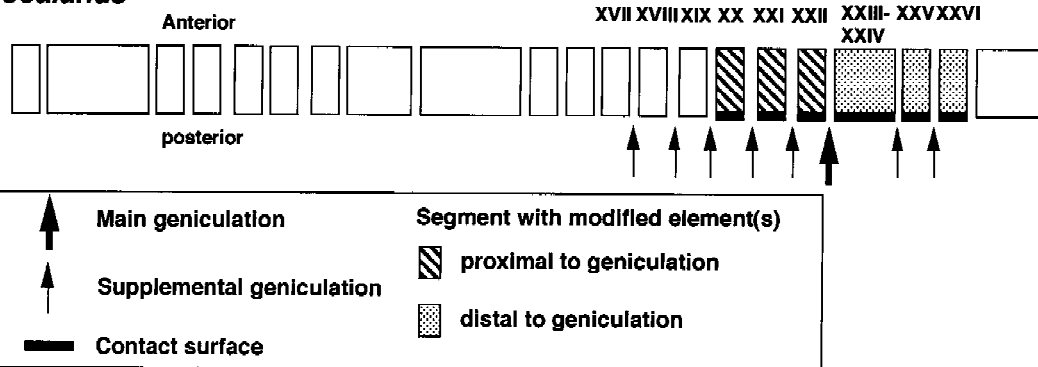 Anterior
XVII XVIII XIX XX XXI XXII XXIII- XXV XXVI
XXIV
posterior
Main geniculation
Supplemental geniculation
Contact surface
Segment with modified element(s)
proximal to geniculation
distal to geniculation